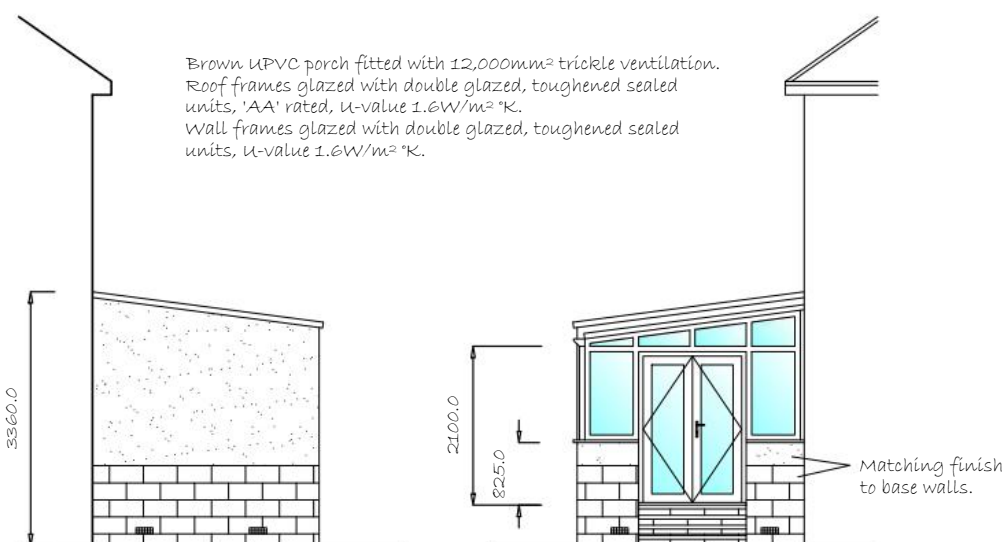 Brown UPVC porch fitted with 12,000mm² trickle ventilation.
Roof frames glazed with double glazed, toughened sealed
units, 'AA' rated, U-value 1.6W/m² °K.
Wall frames glazed with double glazed, toughened sealed
units, U-value 1.6W/m² °K.
3360.0
2100.0
825.0
Matching finish
to base walls.